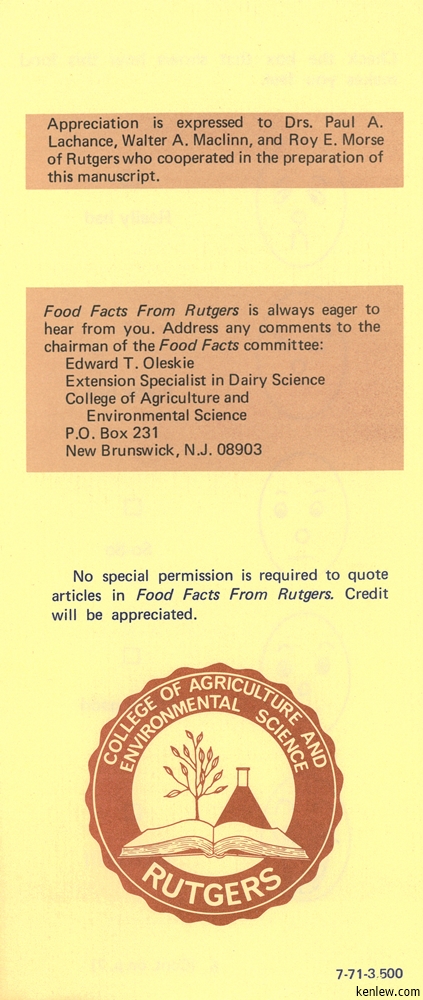 Appreciation is expressed to Drs. Paul A.
Lachance, Walter A. Maclinn, and Roy E. Morse
of Rutgers who cooperated in the preparation of
this manuscript.
Food Facts From Rutgers is always eager to
hear from you. Address any comments to the
chairman of the Food Facts committee:
Edward T. Oleskie
Extension Specialist in Dairy Science
College of Agriculture and
Environmental Science
P.O. Box 231
New Brunswick, N.J. 08903
No special permission is required to quote
articles in Food Facts From Rutgers. Credit
will be appreciated.
COLLEGE OF AGRICULTURE AND
ENVIRONMENTAL SCIENCE
RUTGERS
7-71-3.500
kenlew.com